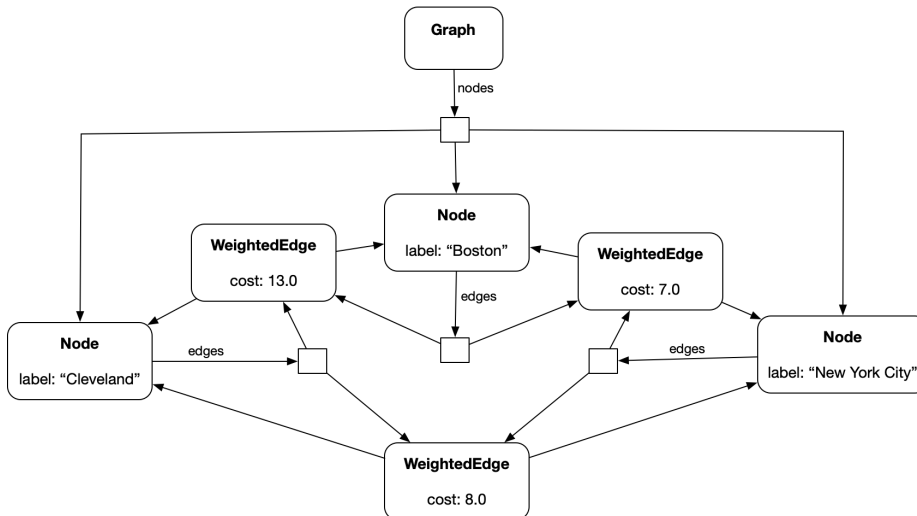 Graph
nodes
Node
label: “Boston”
WeightedEdge
cost: 13.0
WeightedEdge
cost: 7.0
edges
Node
label: “Cleveland”
edges
edges
Node
label: “New York City”
WeightedEdge
cost: 8.0